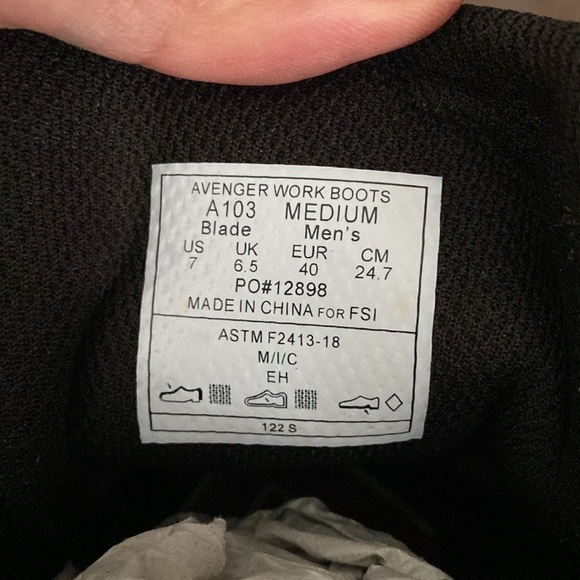 AVENGER WORK BOOTS
A103 MEDIUM
Blade Men's
US UK EUR CM
7 6.5 40 24.7
PO#12898
MADE IN CHINA FOR FSI
ASTM F2413-18
M/I/C
EH
122 S